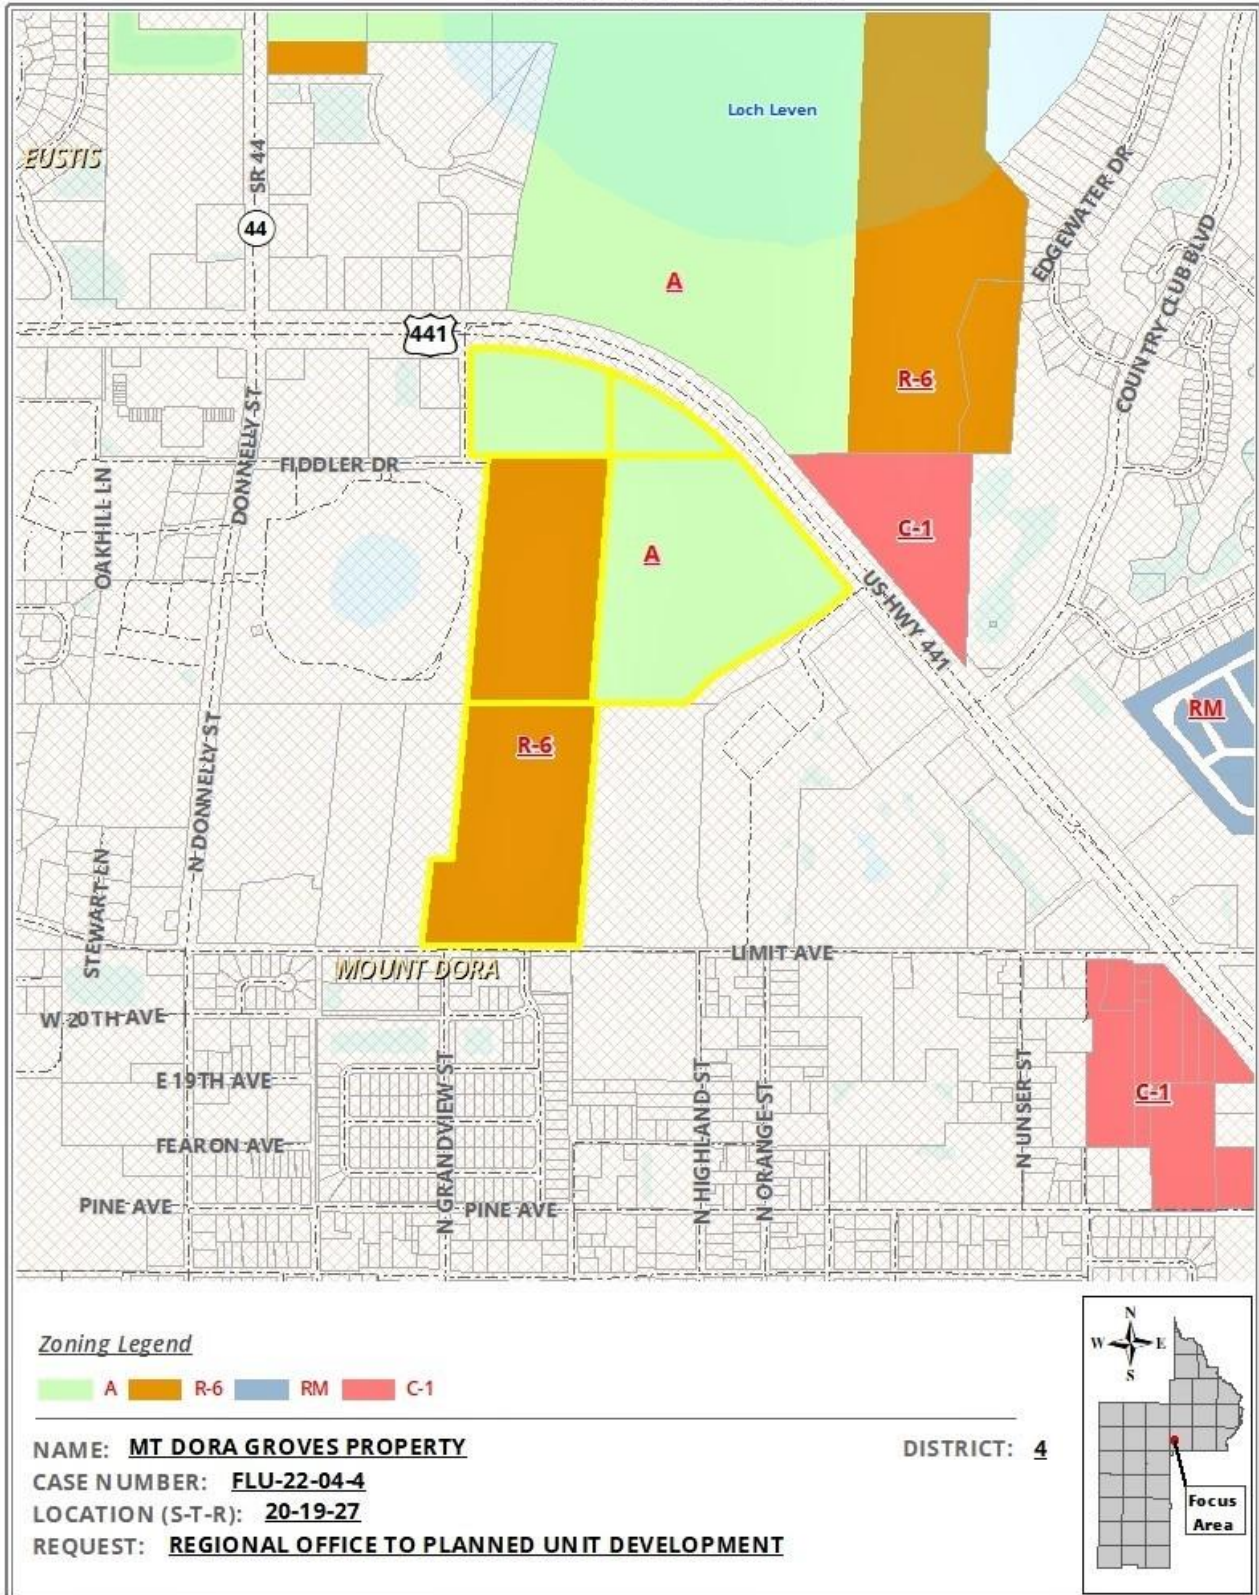 Loch Leven
EUSTIS
SR 44
44
EDGEWATER DR
COUNTRY CLUB BLVD
A
441
R-6
DONNELLY ST
FIDDLER DR
OAKHILL LN
C-1
A
US HWY 441
RM
R-6
N DONNELLY ST
STEWART LN
LIMIT AVE
MOUNT DORA
W 20TH AVE
E 19TH AVE
N GRANDVIEW ST
N HIGHLAND ST
N ORANGE ST
N UNSER ST
C-1
FEARON AVE
PINE AVE
PINE AVE
Zoning Legend
A R-6 RM C-1
NAME: MT DORA GROVES PROPERTY
DISTRICT: 4
CASE NUMBER: FLU-22-04-4
LOCATION (S-T-R): 20-19-27
REQUEST: REGIONAL OFFICE TO PLANNED UNIT DEVELOPMENT
N
W E
S
Focus
Area